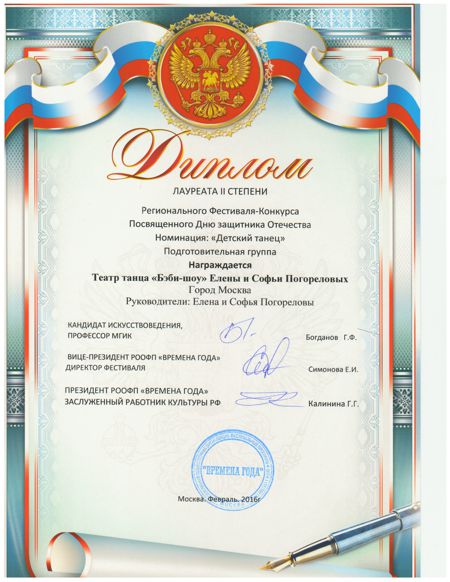 Диплом
ЛАУРЕАТА II СТЕПЕНИ
Регионального Фестиваля-Конкурса
Посвященного Дню защитника Отечества
Номинация: «Детский танец»
Подготовительная группа
Награждается
Театр танца «Бэби-шоу» Елены и Софьи Погореловых
Город Москва
Руководители: Елена и Софья Погореловы
КАНДИДАТ ИСКУССТВОВЕДЕНИЯ,
ПРОФЕССОР МГИК
Богданов Г.Ф.
ВИЦЕ-ПРЕЗИДЕНТ РООФП «ВРЕМЕНА ГОДА»
ДИРЕКТОР ФЕСТИВАЛЯ
Симонова Е.И.
ПРЕЗИДЕНТ РООФП «ВРЕМЕНА ГОДА»
ЗАСЛУЖЕННЫЙ РАБОТНИК КУЛЬТУРЫ РФ
Калинина Г.Г.
"ВРЕМЕНА ГОДА"
Москва. Февраль. 2016г